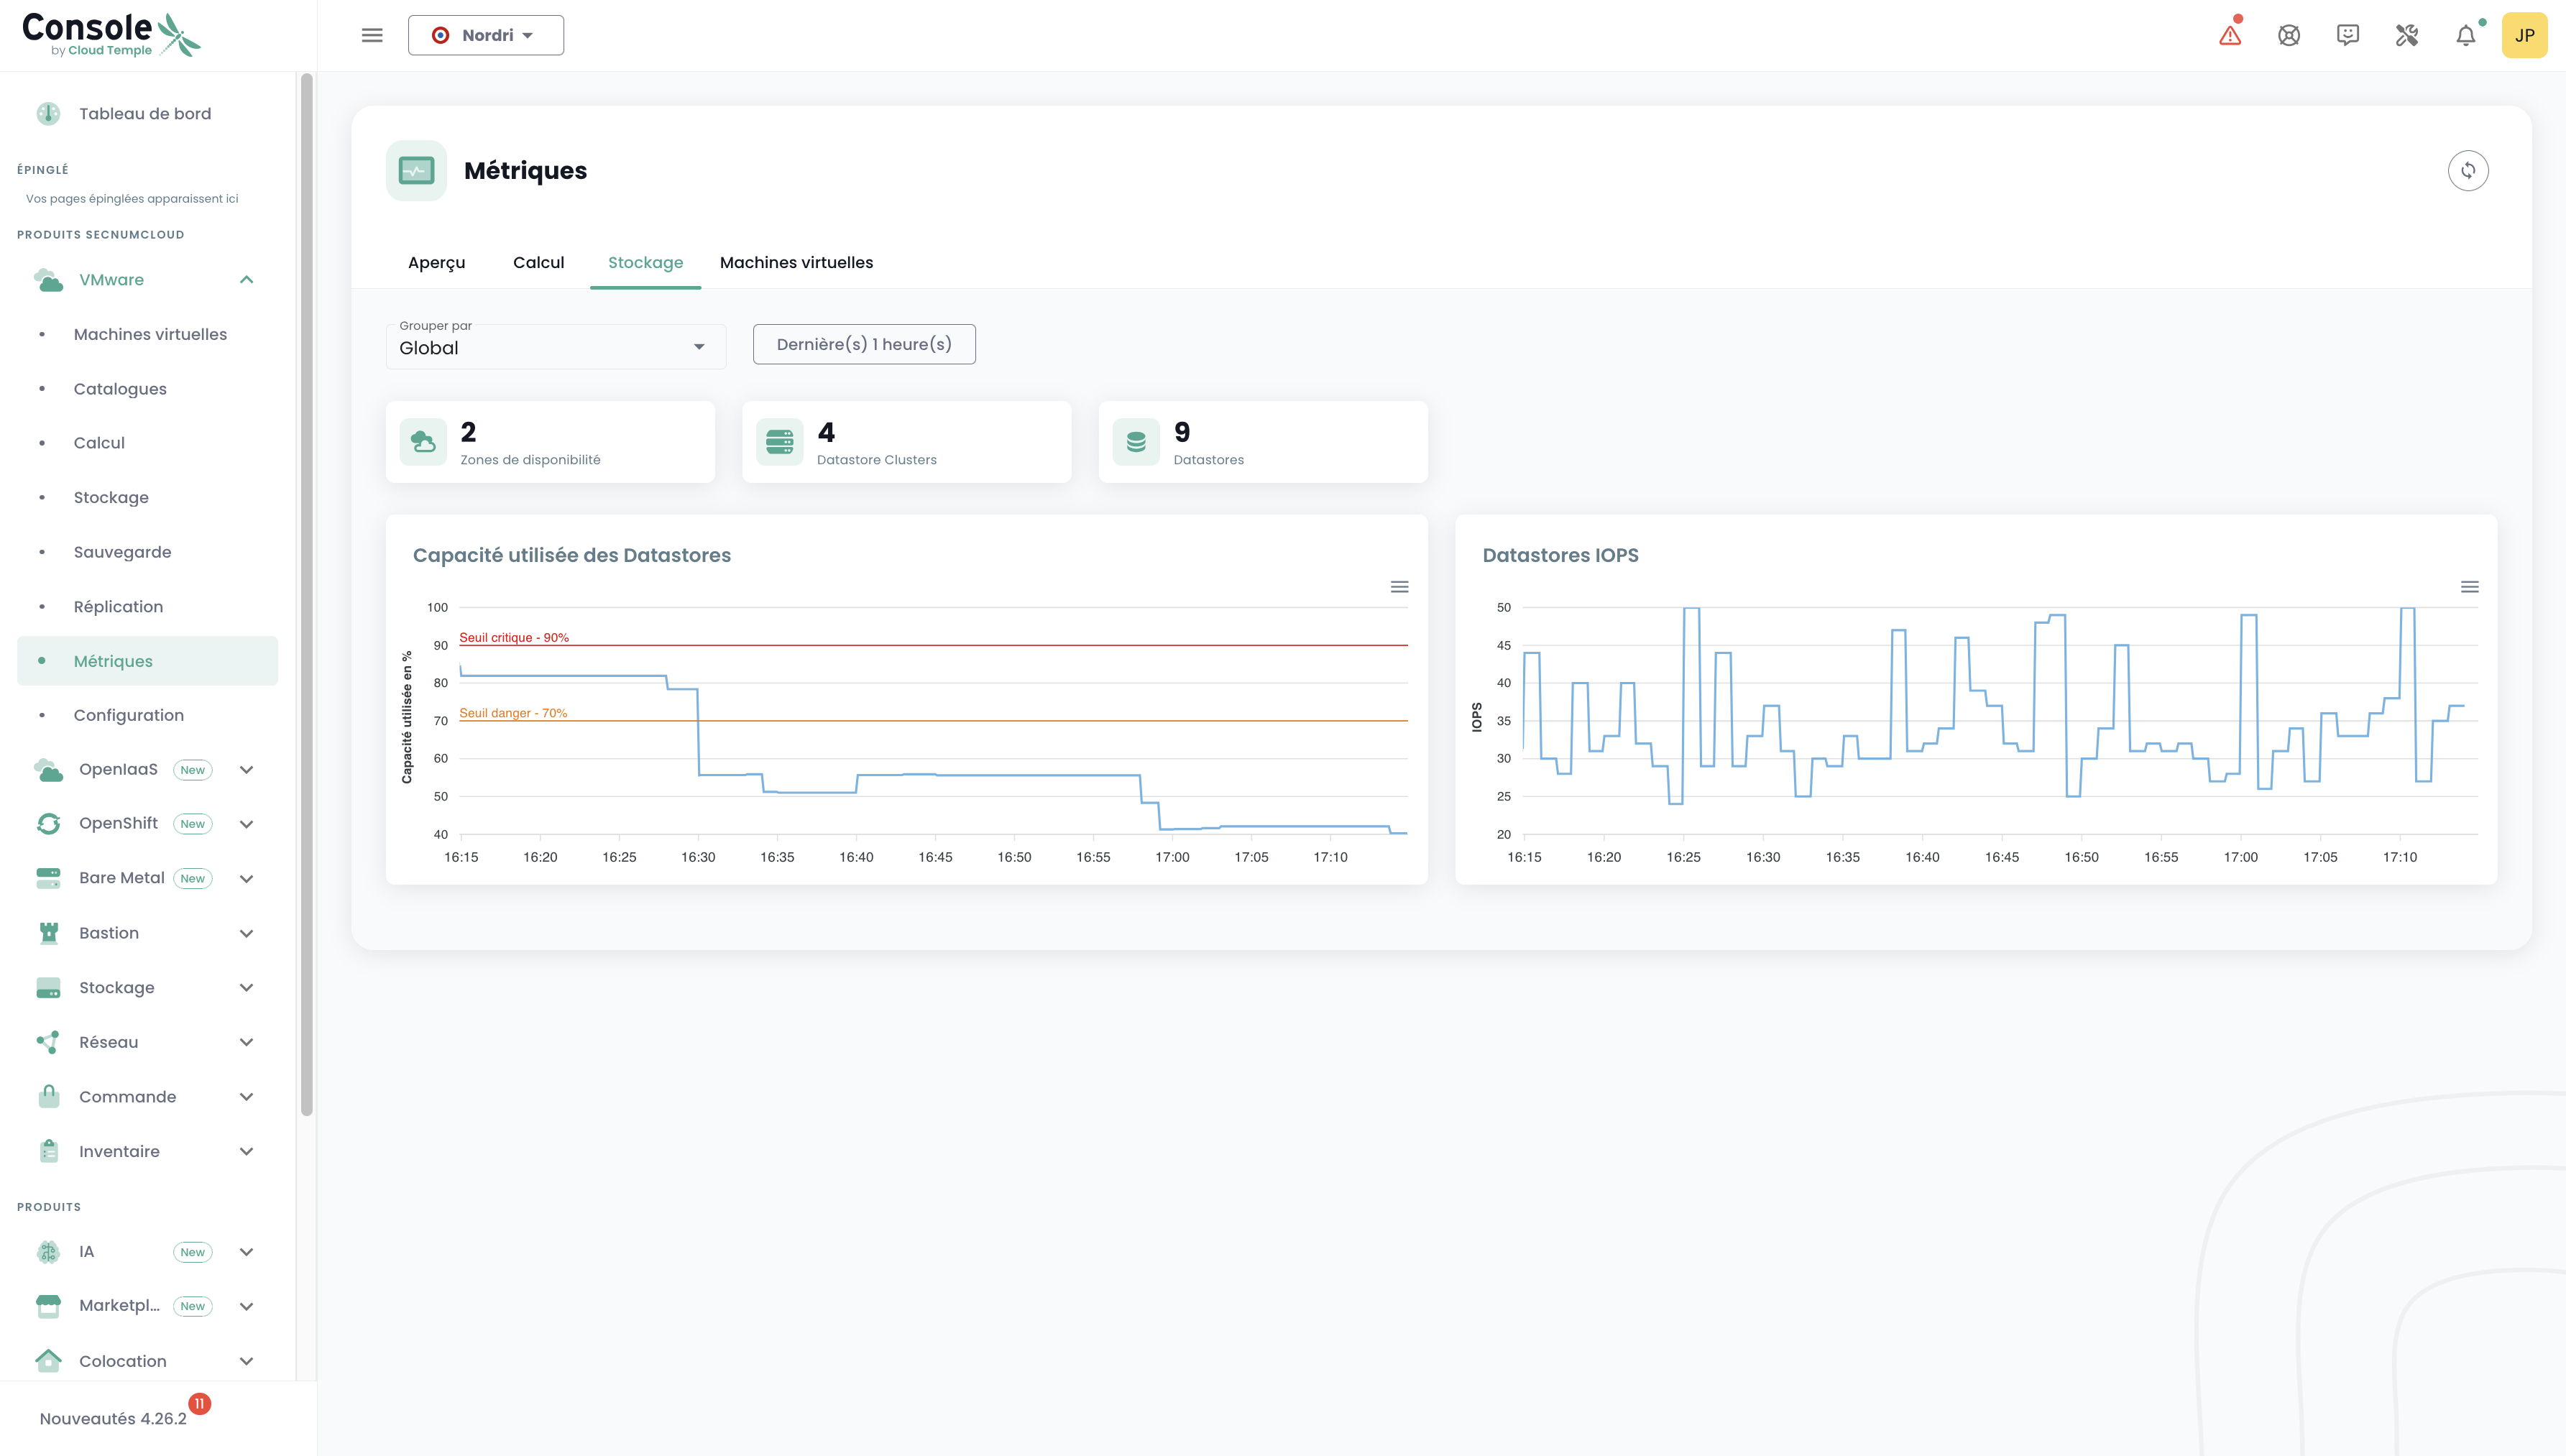 Console
by Cloud Temple
Nordri
JP
Tableau de bord
ÉPINGLÉ
Vos pages épinglées apparaissent ici
PRODUITS SECNUMCLOUD
VMware
Machines virtuelles
Catalogues
Calcul
Stockage
Sauvegarde
Réplication
Métriques
Configuration
OpenIaaS New
OpenShift New
Bare Metal New
Bastion
Stockage
Réseau
Commande
Inventaire
PRODUITS
IA New
Marketpl... New
Colocation
Nouveautés 4.26.2
11
Métriques
Aperçu Calcul Stockage Machines virtuelles
Grouper par
Global
Dernière(s) 1 heure(s)
2
Zones de disponibilité
4
Datastore Clusters
9
Datastores
Capacité utilisée des Datastores
Capacité utilisée en %
100
90
80
70
60
50
40
Seuil critique - 90%
Seuil danger - 70%
16:15 16:20 16:25 16:30 16:35 16:40 16:45 16:50 16:55 17:00 17:05 17:10
Datastores IOPS
IOPS
50
45
40
35
30
25
20
16:15 16:20 16:25 16:30 16:35 16:40 16:45 16:50 16:55 17:00 17:05 17:10